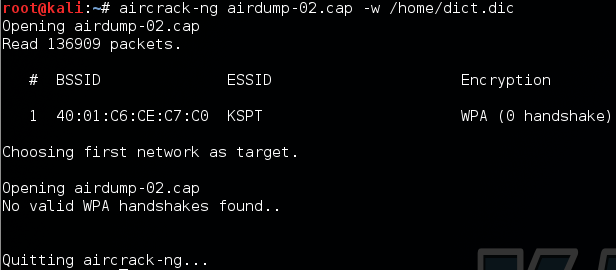 root@kali:~# aircrack-ng airdump-02.cap -w /home/dict.dic
Opening airdump-02.cap
Read 136909 packets.
# BSSID ESSID Encryption
1 40:01:C6:CE:C7:C0 KSPT WPA (0 handshake)
Choosing first network as target.
Opening airdump-02.cap
No valid WPA handshakes found..
Quitting aircrack-ng...